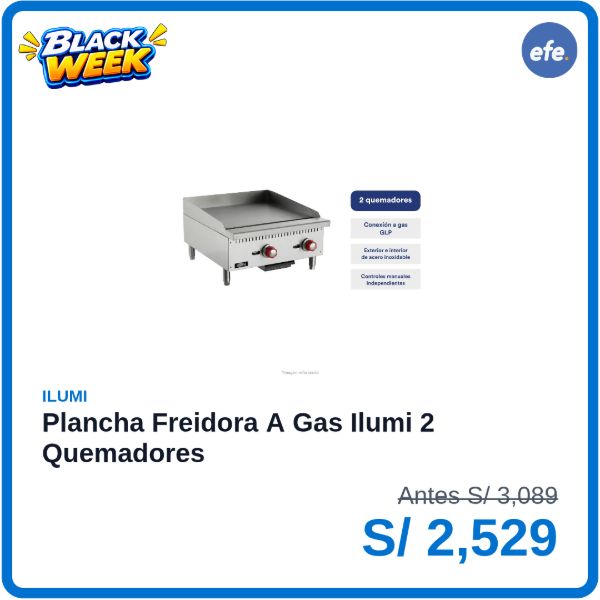 BLACK
WEEK
efe.
2 quemadores
Conexión a gas
GLP
Exterior e interior
de acero inoxidable
Controles manuales
independientes
ILUMI
Plancha Freidora A Gas Ilumi 2
Quemadores
Antes S/ 3,089
S/ 2,529